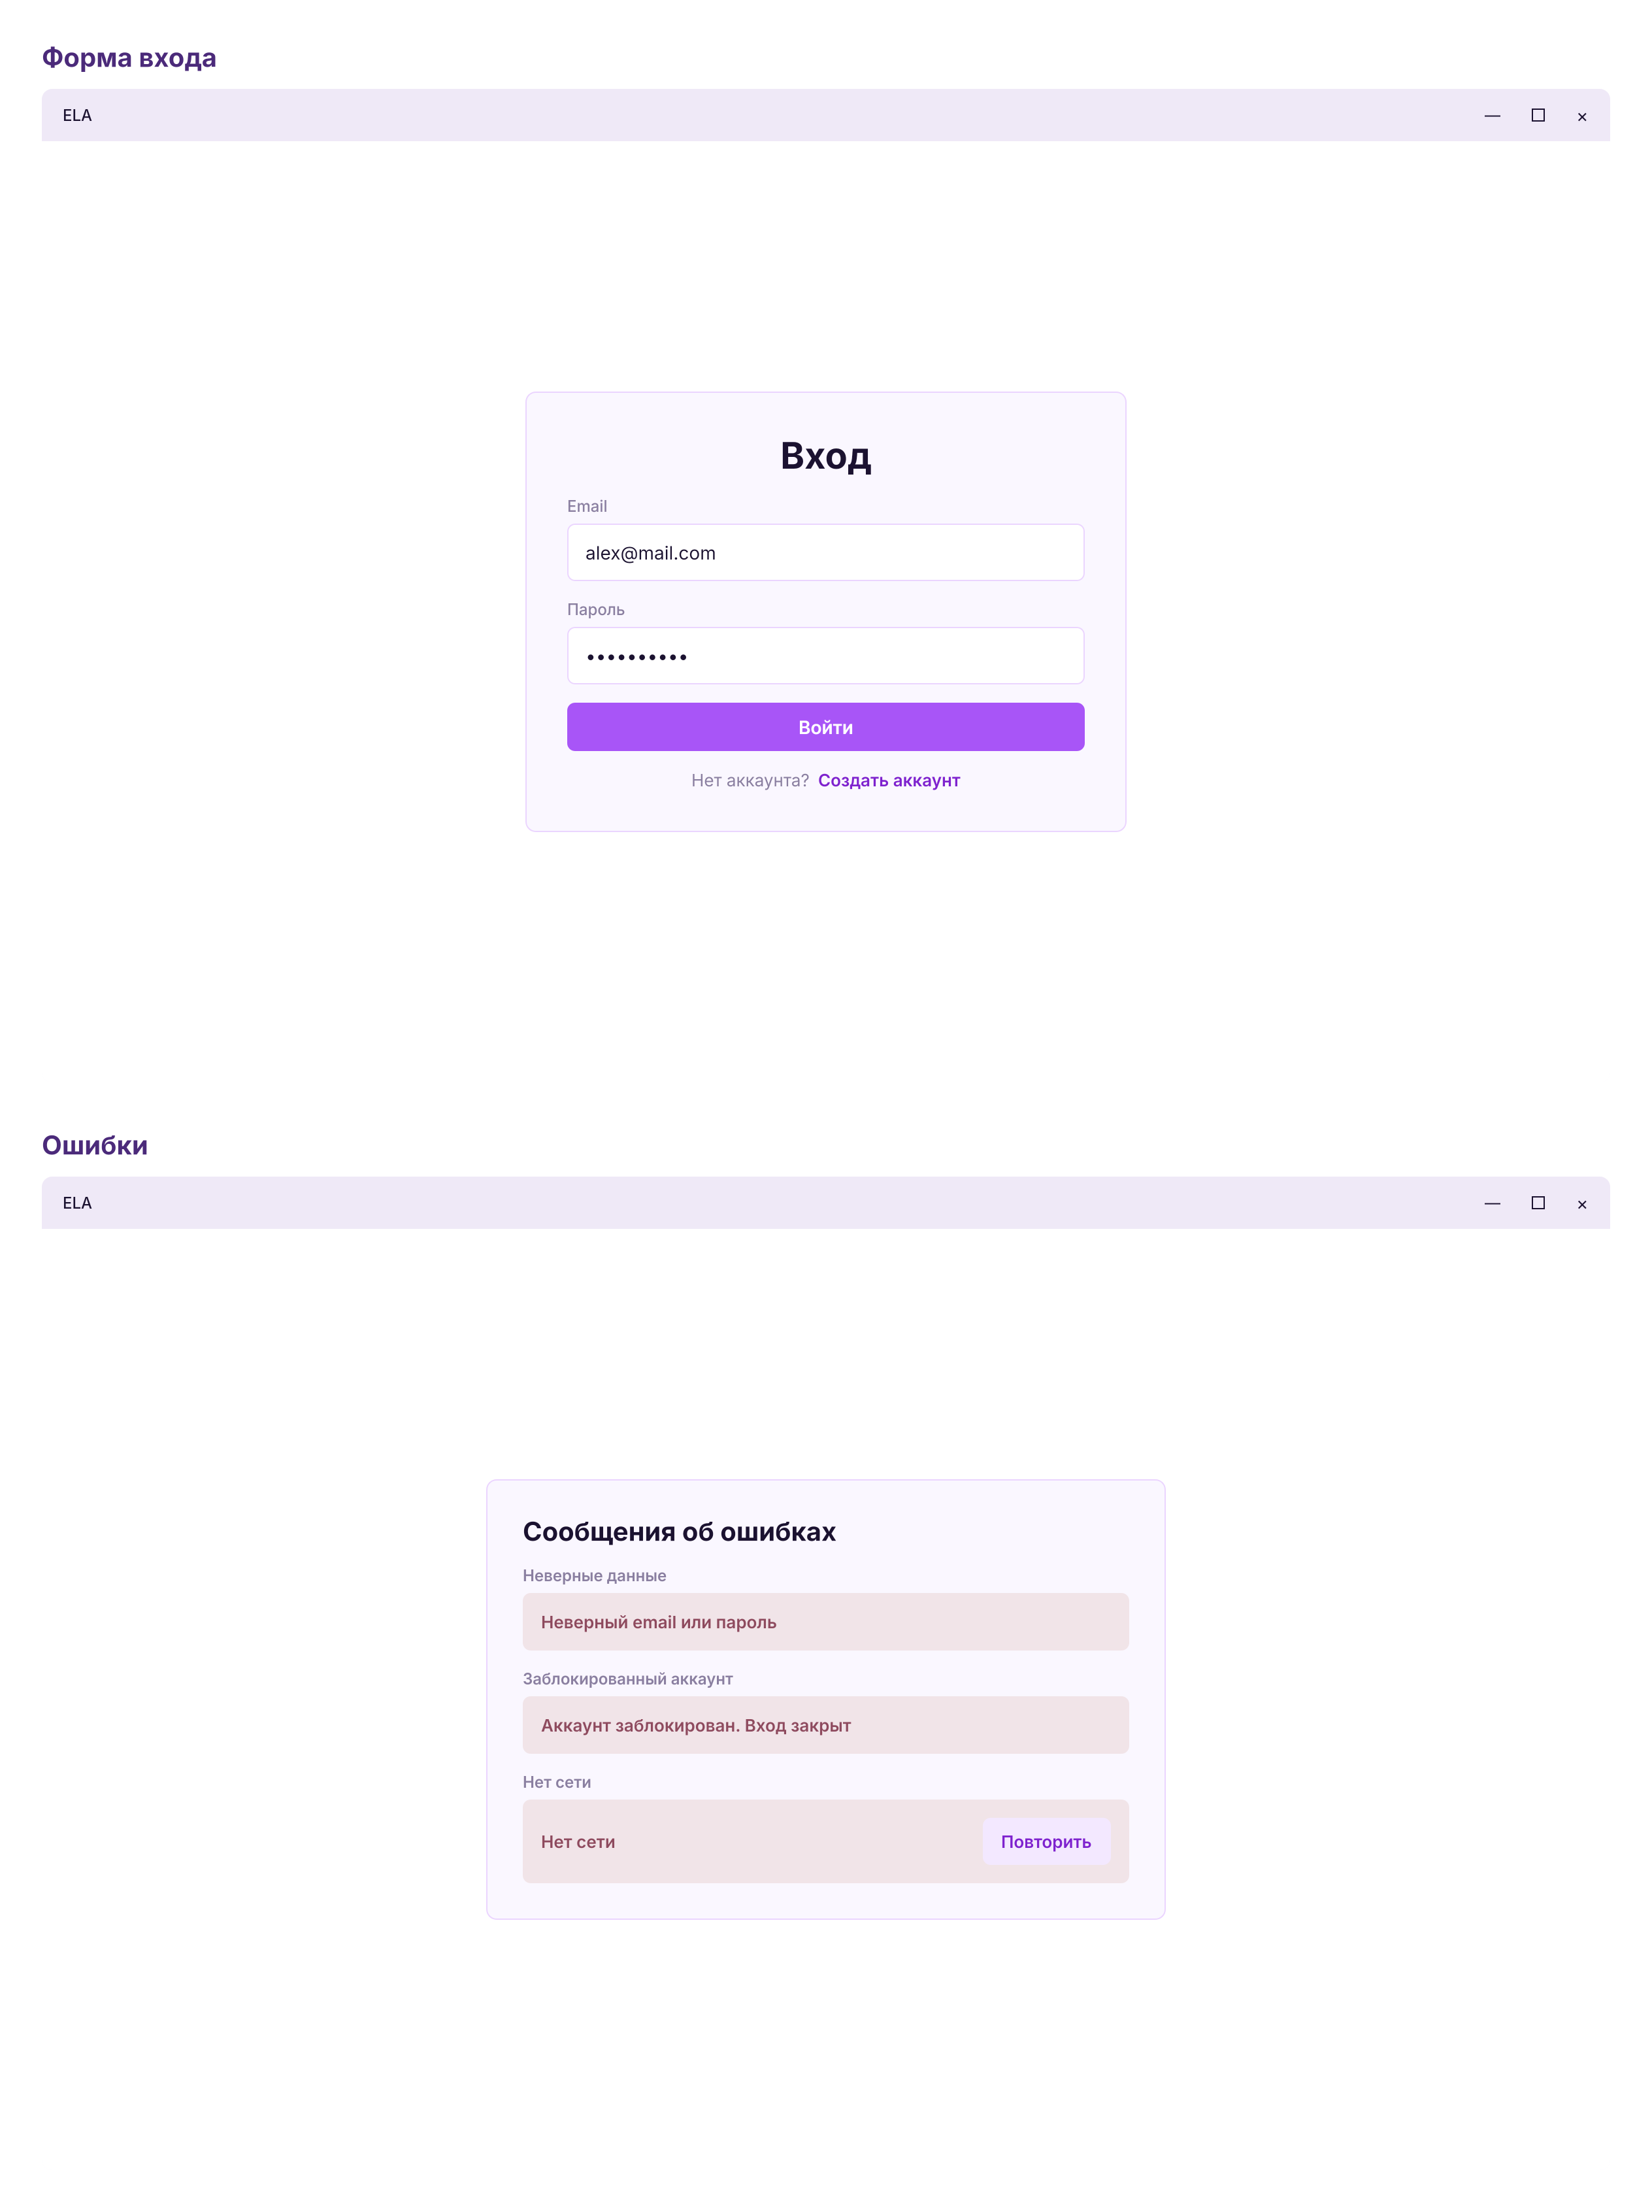 Форма входа
ELA — ☐ ×
Вход
Email
alex@mail.com
Пароль
••••••••••
Войти
Нет аккаунта? Создать аккаунт
Ошибки
ELA — ☐ ×
Сообщения об ошибках
Неверные данные
Неверный email или пароль
Заблокированный аккаунт
Аккаунт заблокирован. Вход закрыт
Нет сети
Нет сети Повторить